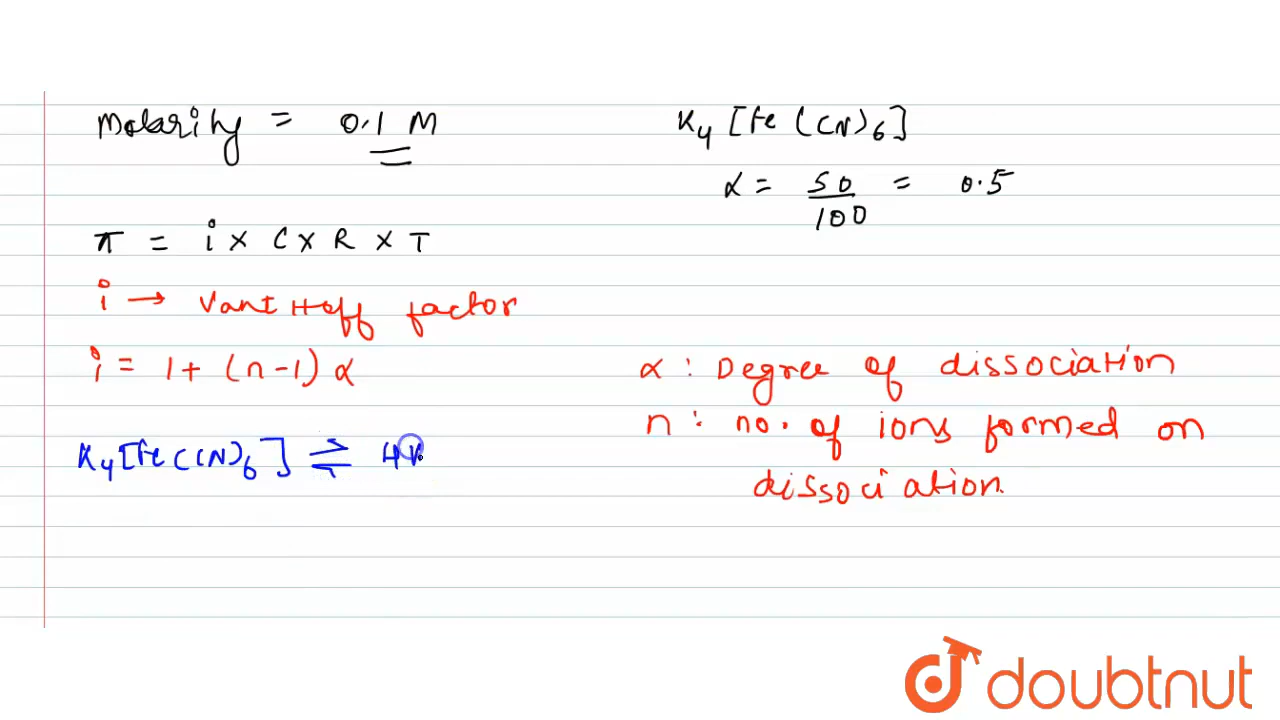 Molarity = 0.1 M
K4 [Fe (CN)6]
α = 50/100 = 0.5
π = i × C × R × T
i → Vant Hoff factor
i = 1 + (n-1) α
α : Degree of dissociation
n : no. of ions formed on
dissociation.
K4[Fe(CN)6] ⇌ 4K
doubtnut